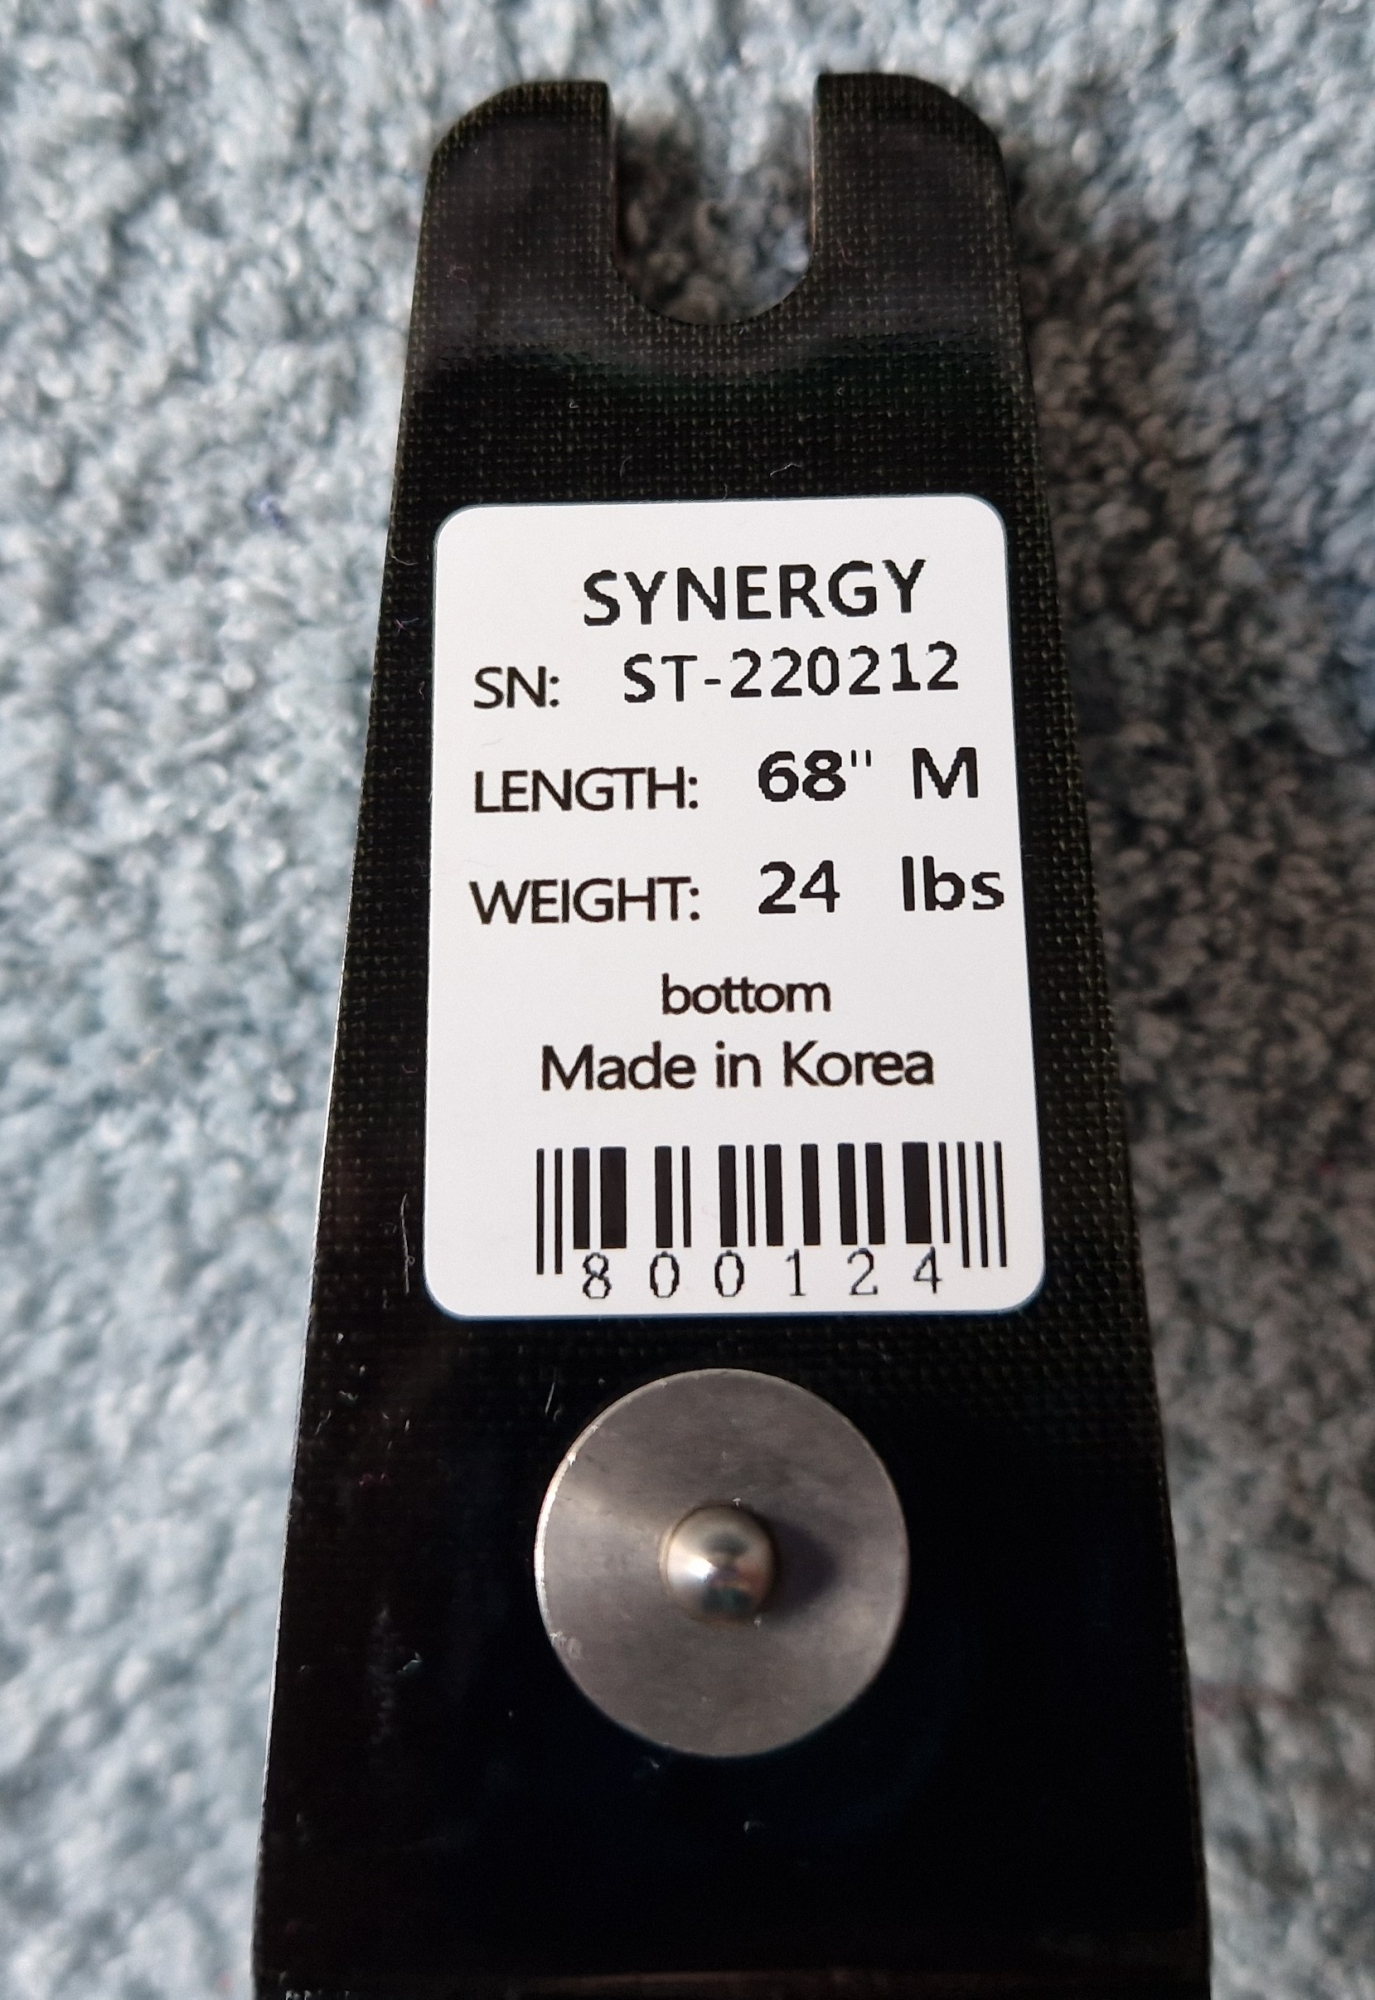 SYNERGY
SN: ST-220212
LENGTH: 68" M
WEIGHT: 24 lbs
bottom
Made in Korea
800124